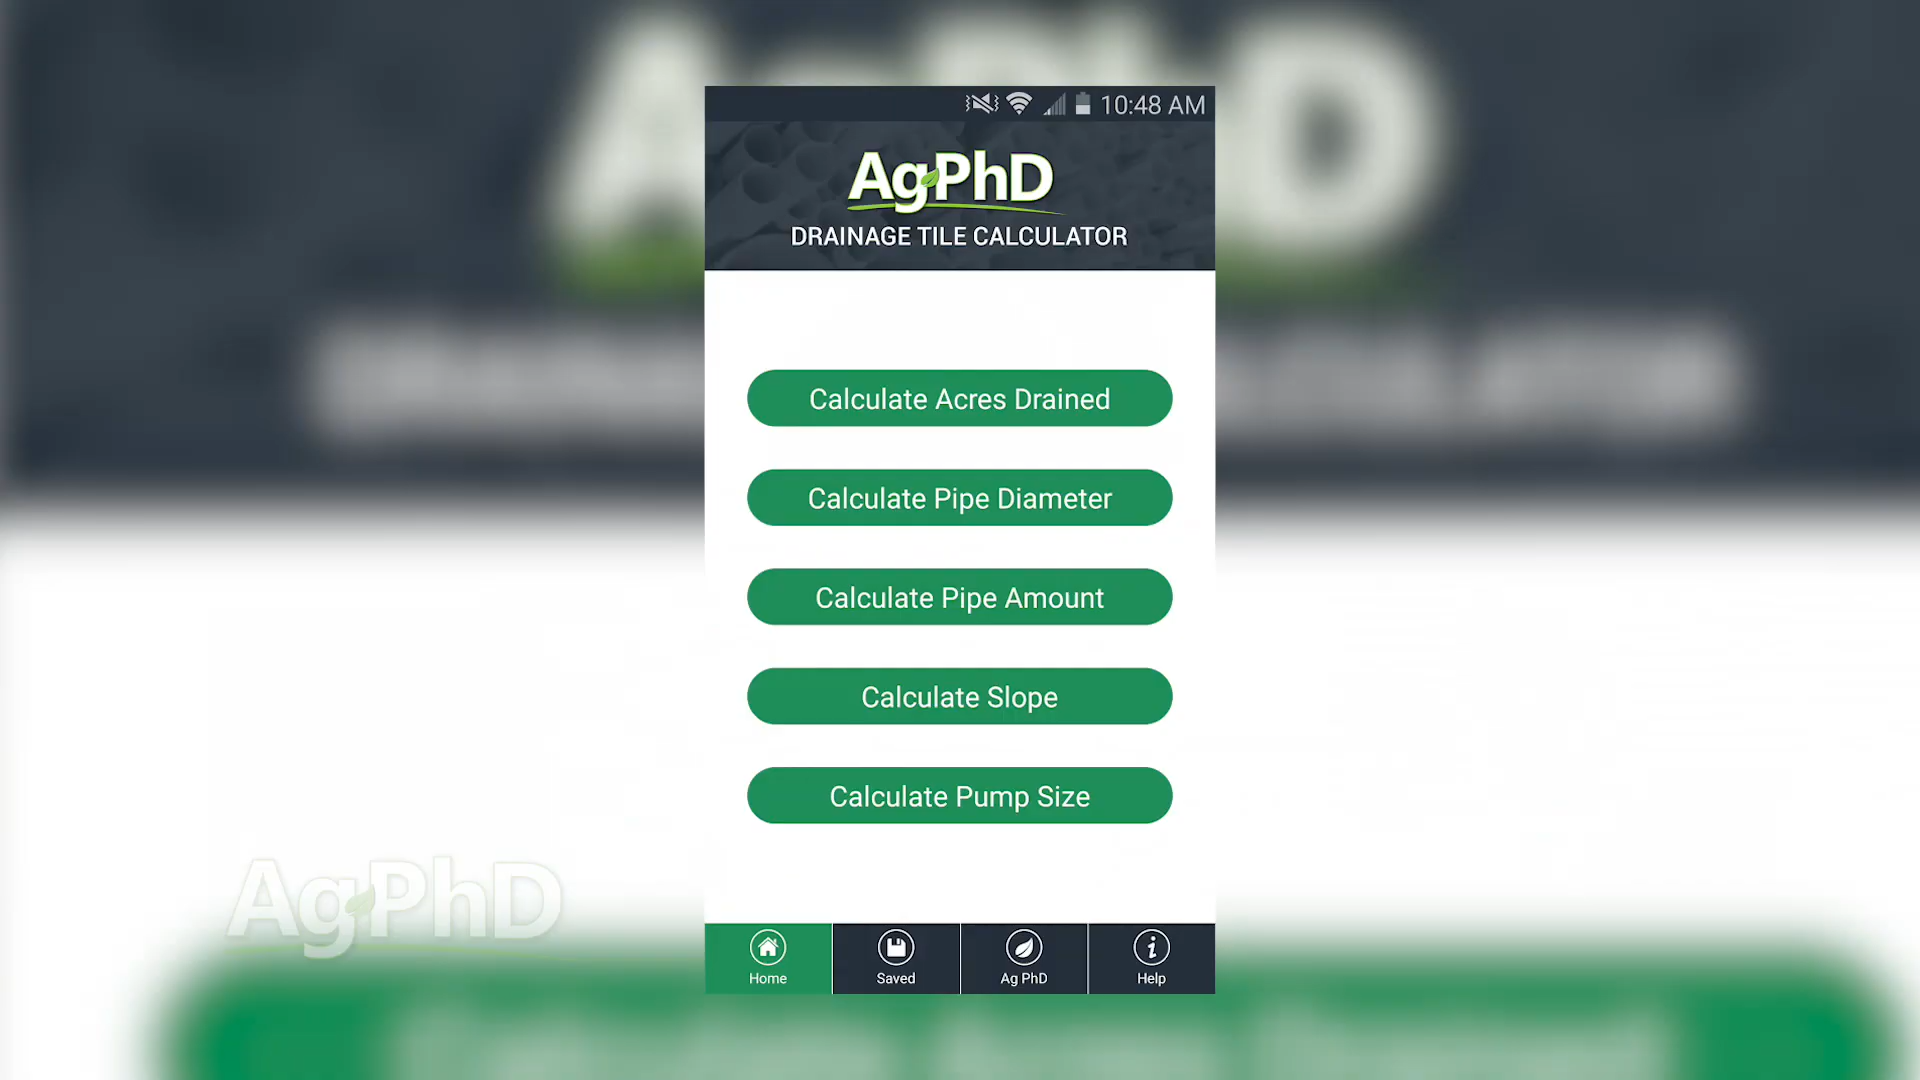 10:48 AM
AgPhD
DRAINAGE TILE CALCULATOR
Calculate Acres Drained
Calculate Pipe Diameter
Calculate Pipe Amount
Calculate Slope
Calculate Pump Size
AgPhD
Home
Saved
Ag PhD
Help